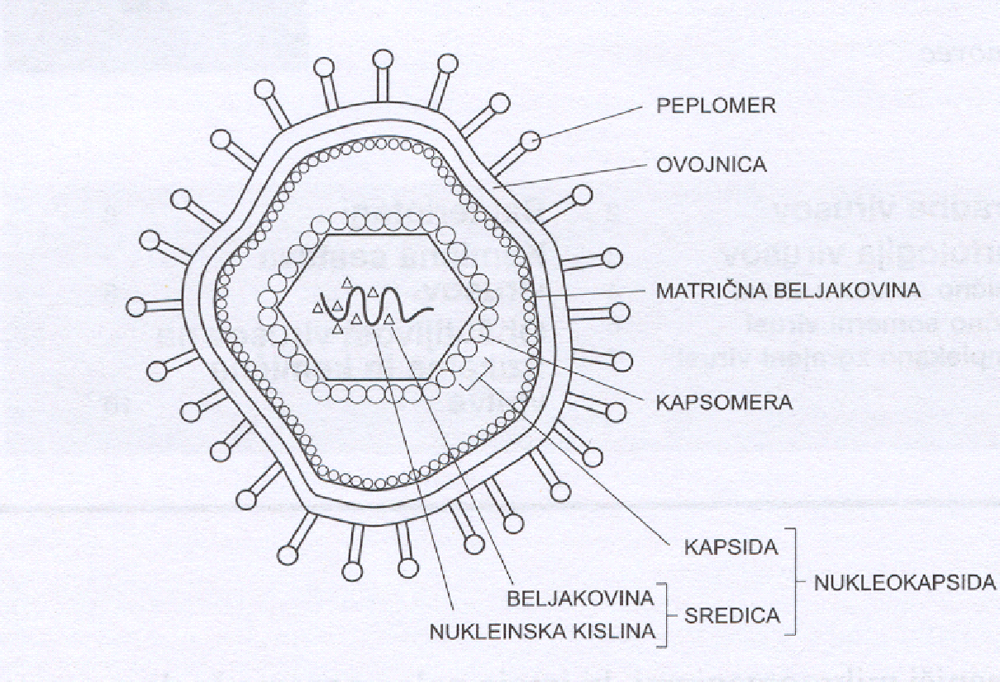 PEPLOMER
OVOJNICA
MATRIČNA BELJAKOVINA
KAPSOMERA
KAPSIDA
NUKLEOKAPSIDA
BELJAKOVINA
SREDICA
NUKLEINSKA KISLINA